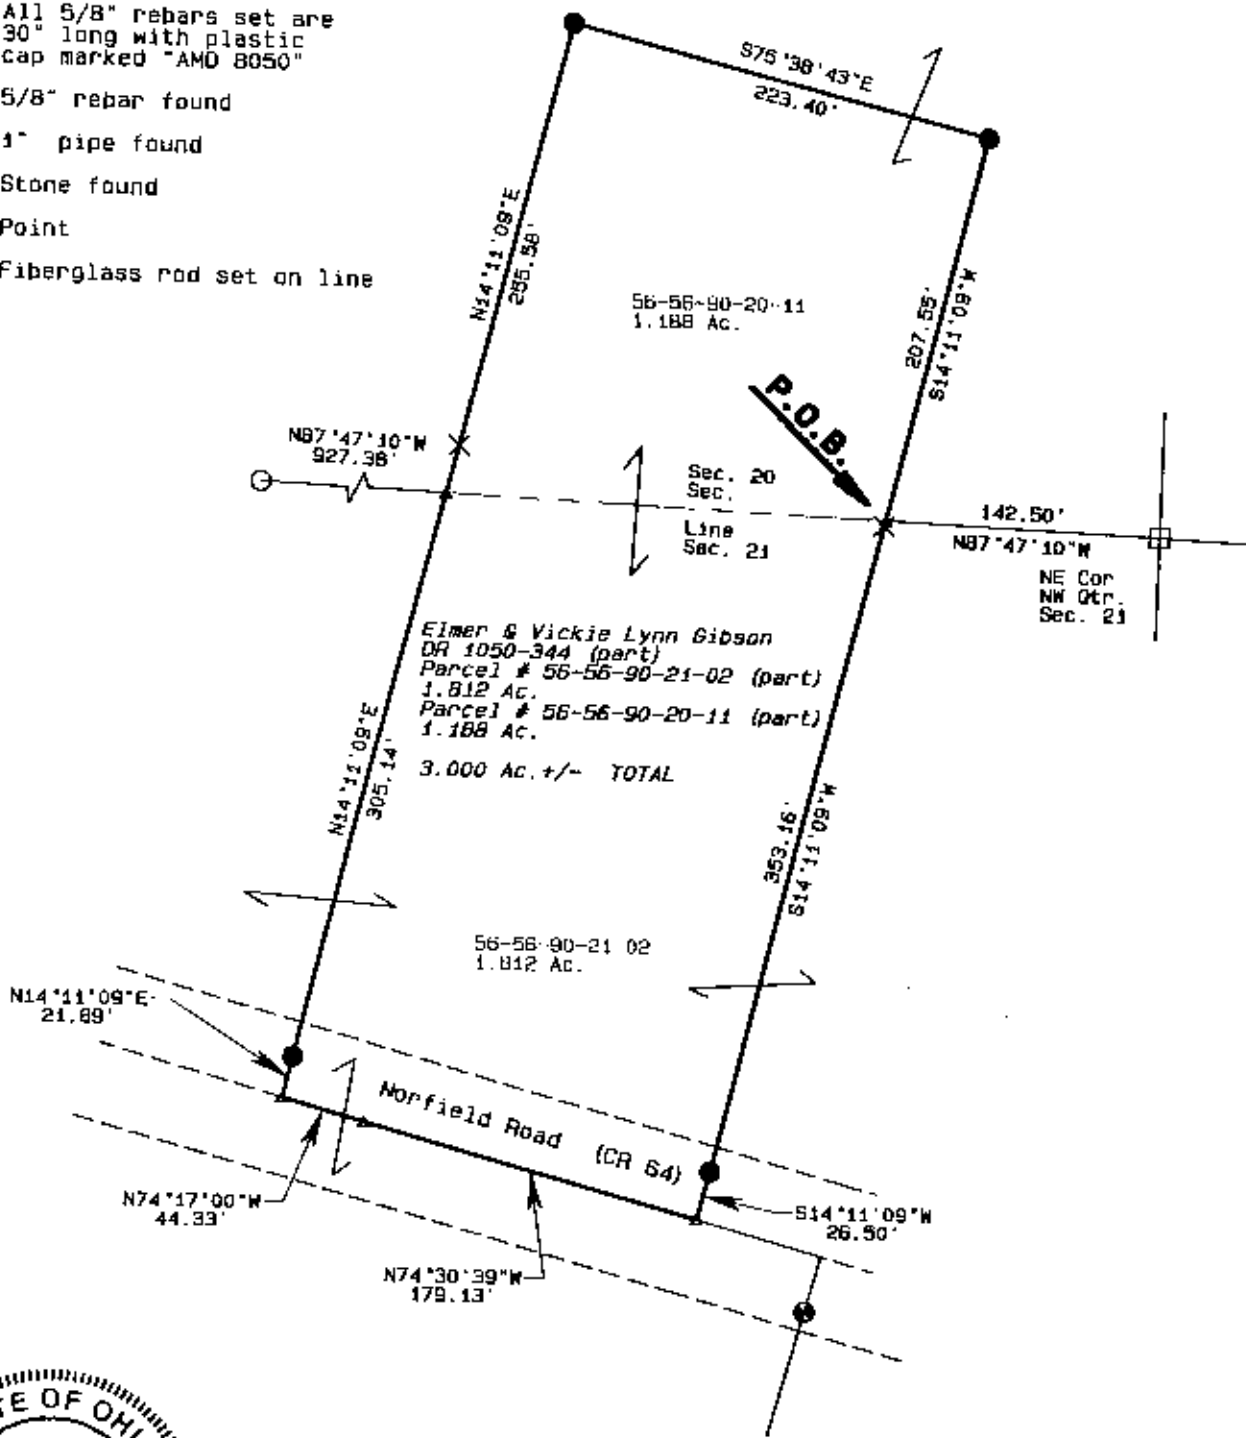 All 5/8" rebars set are
30" long with plastic
cap marked "AMD 8050"
5/8" rebar found
1" pipe found
Stone found
Point
Fiberglass rod set on line
S75°38'43"E
223.40'
N14°11'09"E
255.58'
56-56-90-20-11
1.188 Ac.
207.55'
S14°11'09"W
P.O.B.
N87°47'10"W
927.38'
Sec. 20
Sec.
Line
Sec. 21
142.50'
N87°47'10"W
NE Cor
NW Qtr.
Sec. 21
Elmer & Vickie Lynn Gibson
OR 1050-344 (part)
Parcel # 56-56-90-21-02 (part)
1.812 Ac.
Parcel # 56-56-90-20-11 (part)
1.188 Ac.
3.000 Ac.+/- TOTAL
N14°11'09"E
305.14'
353.16'
S14°11'09"W
56-56-90-21 02
1.812 Ac.
N14°11'09"E
21.89'
Norfield Road (CR 64)
N74°17'00"W
44.33'
S14°11'09"W
26.50'
N74°30'39"W
179.13'
OF